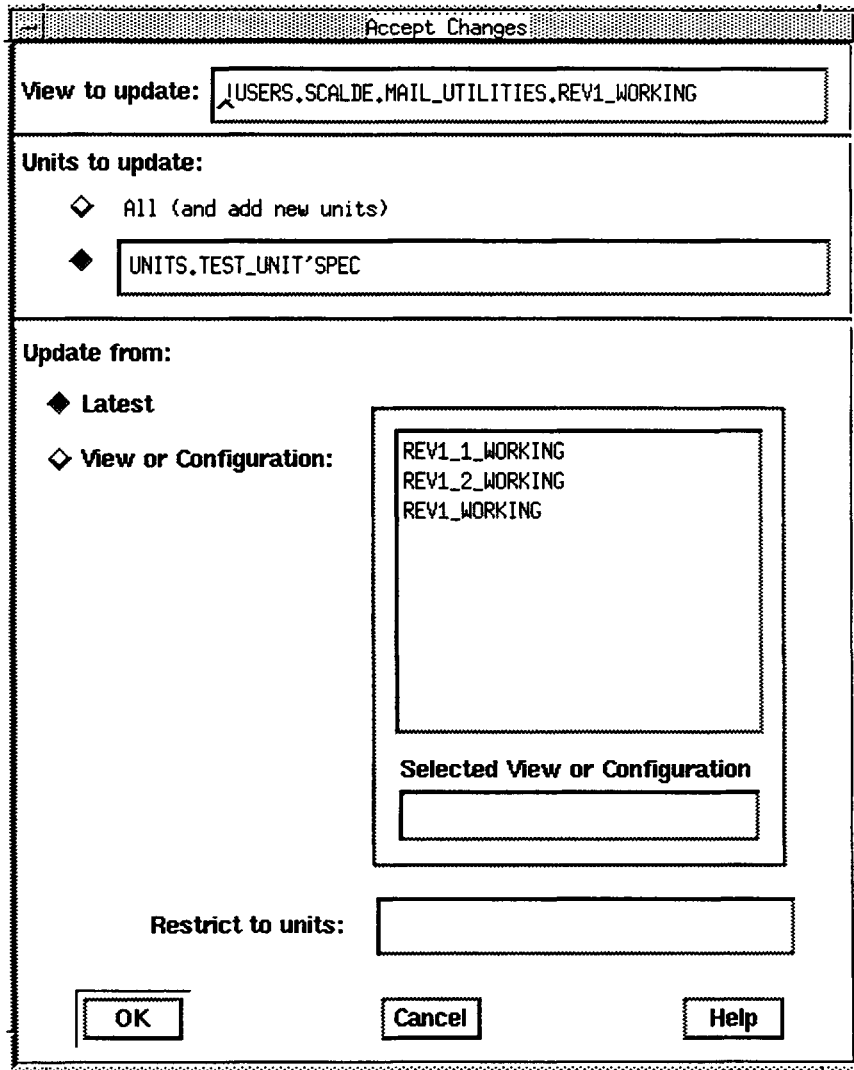 Accept Changes
View to update: !USERS.SCALDE.MAIL_UTILITIES.REV1_WORKING
Units to update:
All (and add new units)
UNITS.TEST_UNIT'SPEC
Update from:
Latest
View or Configuration:
REV1_1_WORKING
REV1_2_WORKING
REV1_WORKING
Selected View or Configuration
Restrict to units:
OK Cancel Help